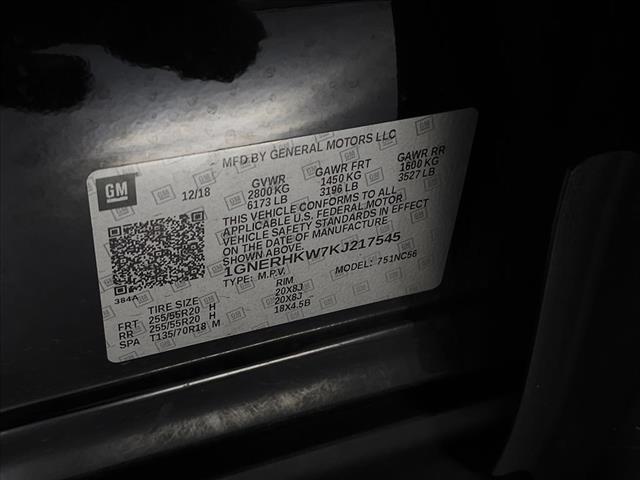 MFD BY GENERAL MOTORS LLC
GM
12/18
GVWR GAWR FRT GAWR RR
2800 KG 1450 KG 1600 KG
6173 LB 3196 LB 3527 LB
THIS VEHICLE CONFORMS TO ALL
APPLICABLE U.S. FEDERAL MOTOR
VEHICLE SAFETY STANDARDS IN EFFECT
ON THE DATE OF MANUFACTURE
SHOWN ABOVE.
1GNERHKW7KJ217545
TYPE: M.P.V. MODEL: 751NC56
384A
TIRE SIZE RIM
FRT 255/55R20 H 20X8J
RR 255/55R20 H 20X8J
SPA T135/70R18 M 18X4.5B